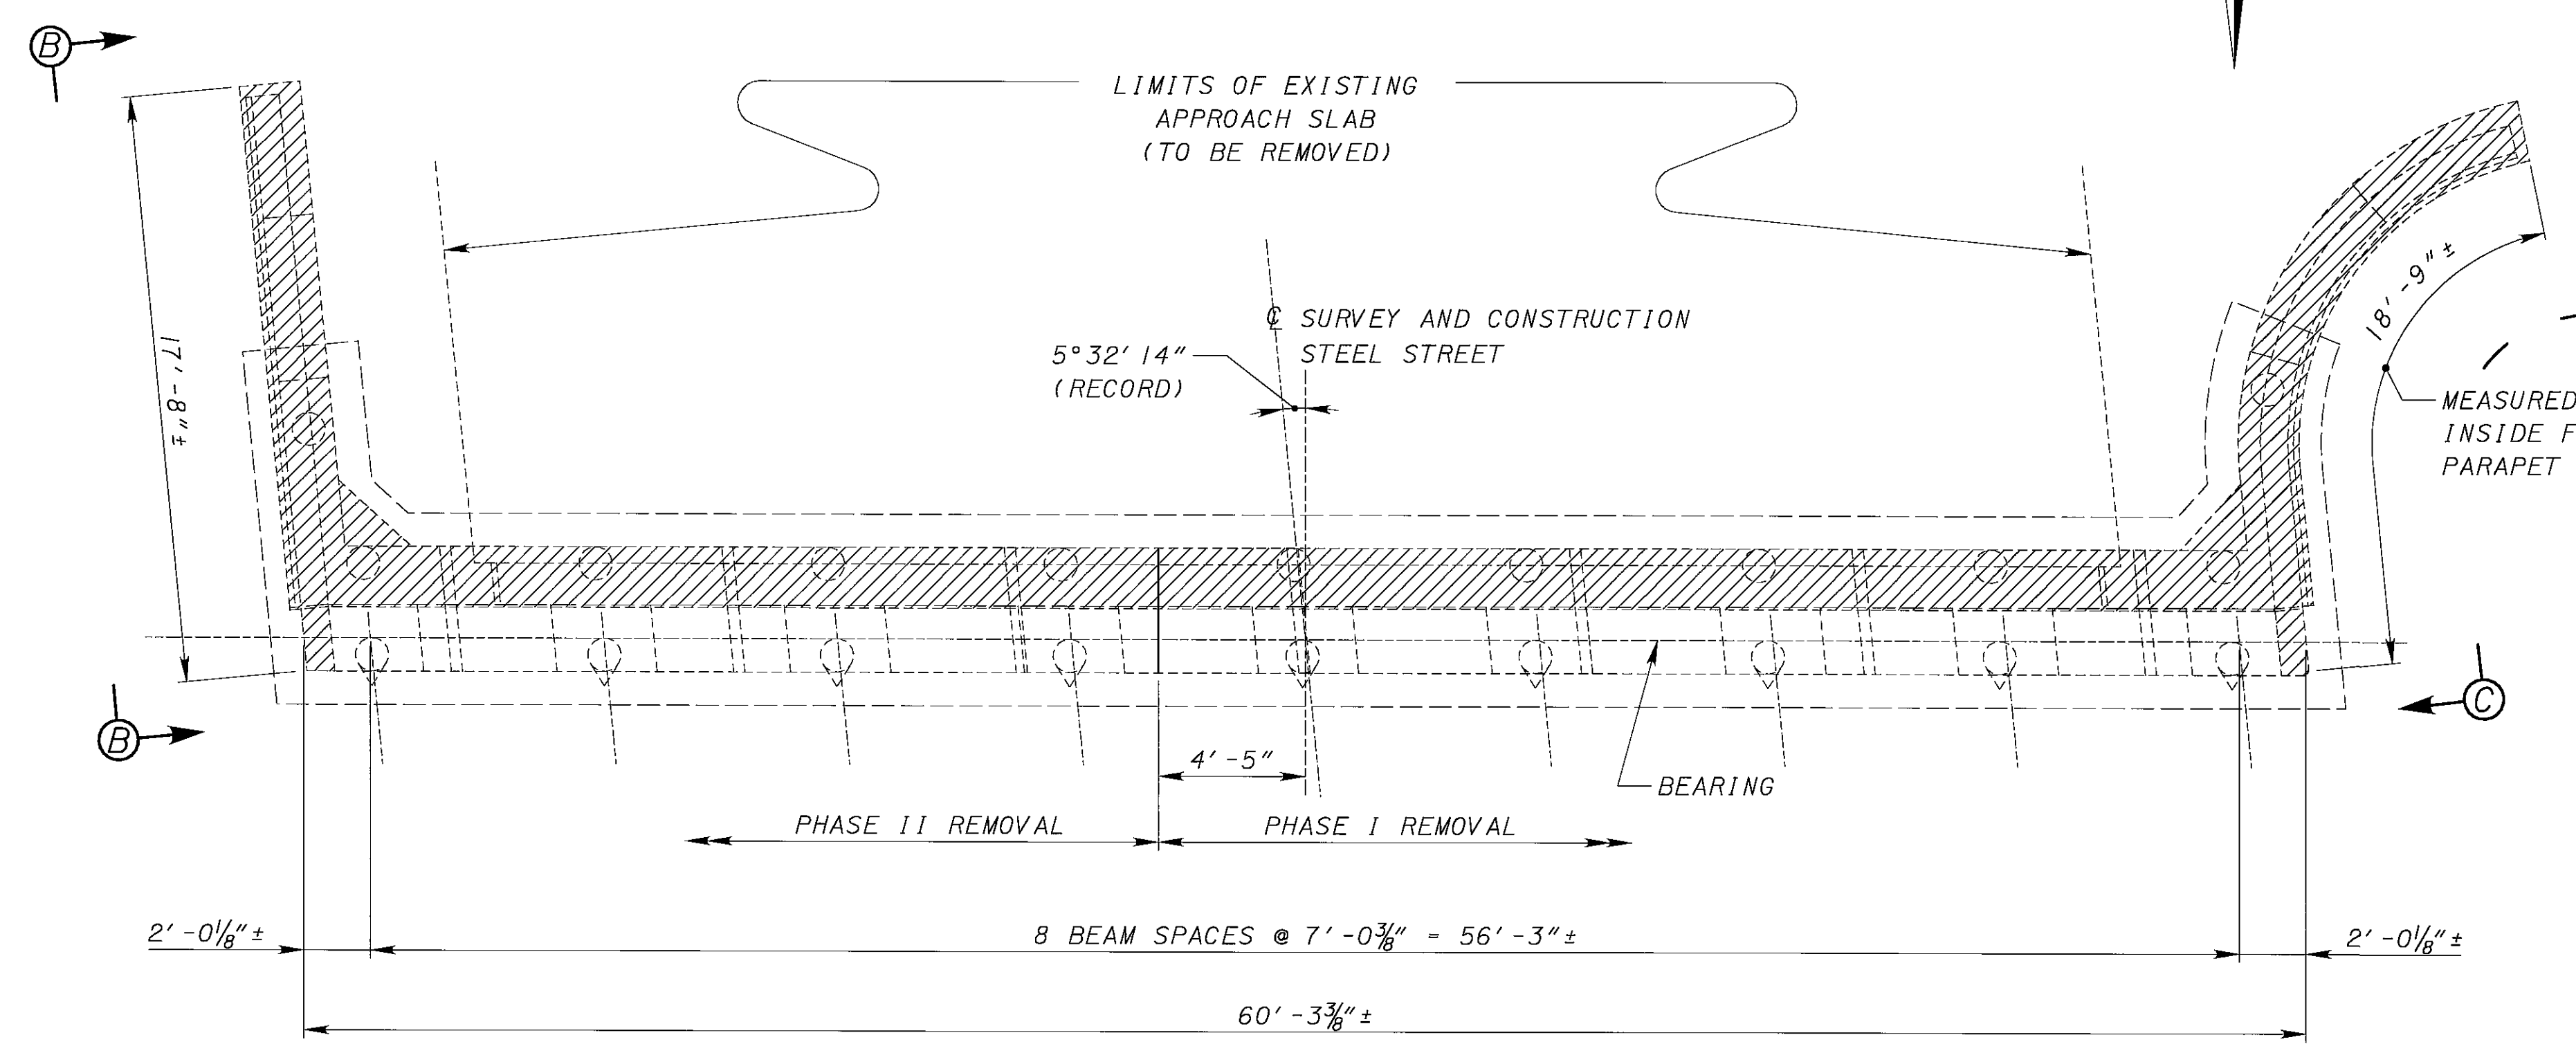 B
LIMITS OF EXISTING
APPROACH SLAB
(TO BE REMOVED)
℄ SURVEY AND CONSTRUCTION
STEEL STREET
5°32'14"
(RECORD)
17'-8"±
18'-9"±
MEASURED
INSIDE F
PARAPET
B
C
4'-5"
BEARING
PHASE II REMOVAL
PHASE I REMOVAL
2'-0⅛"±
8 BEAM SPACES @ 7'-0⅜" = 56'-3"±
2'-0⅛"±
60'-3⅜"±